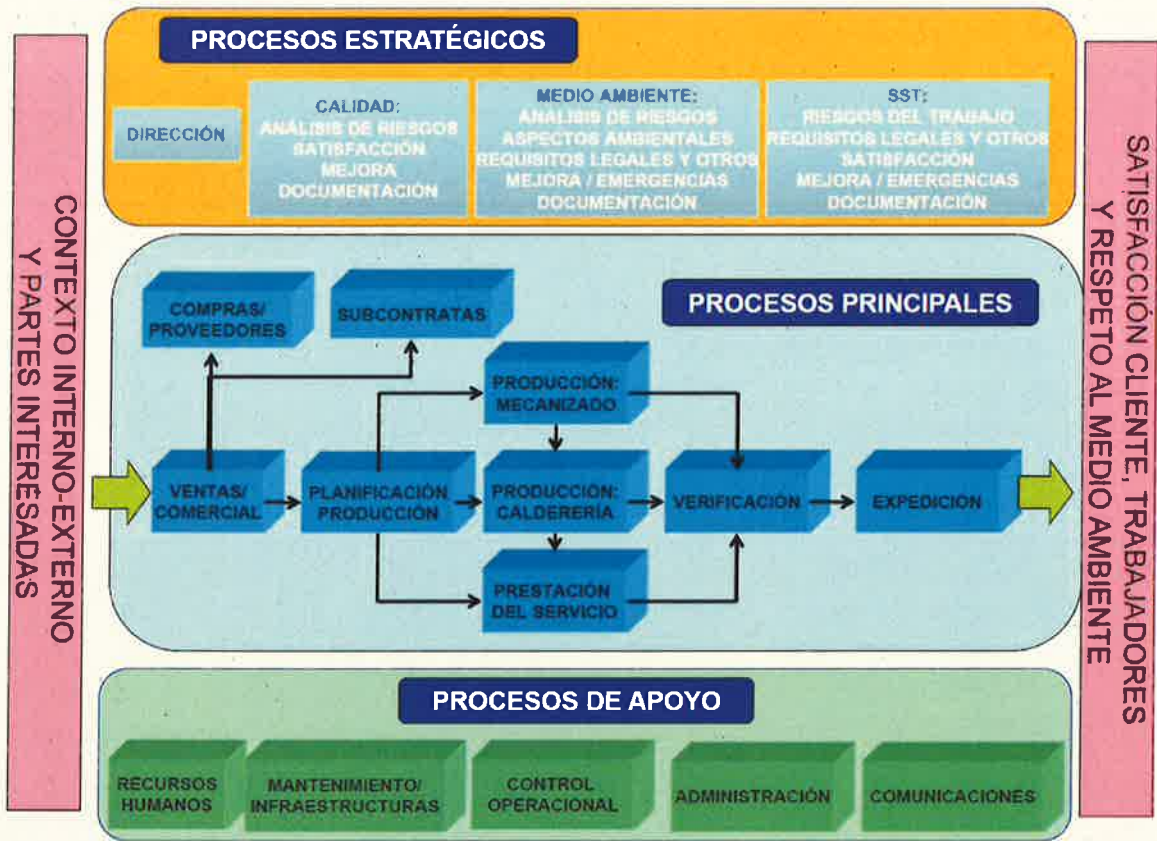 PROCESOS ESTRATÉGICOS
DIRECCIÓN
CALIDAD:
ANÁLISIS DE RIESGOS
SATISFACCIÓN
MEJORA
DOCUMENTACIÓN
MEDIO AMBIENTE:
ANÁLISIS DE RIESGOS
ASPECTOS AMBIENTALES
REQUISITOS LEGALES Y OTROS
MEJORA / EMERGENCIAS
DOCUMENTACIÓN
SST:
RIESGOS DEL TRABAJO
REQUISITOS LEGALES Y OTROS
SATISFACCIÓN
MEJORA / EMERGENCIAS
DOCUMENTACIÓN
CONTEXTO INTERNO-EXTERNO
Y PARTES INTERESADAS
PROCESOS PRINCIPALES
COMPRAS/
PROVEEDORES
SUBCONTRATAS
PRODUCCIÓN:
MECANIZADO
VENTAS/
COMERCIAL
PLANIFICACIÓN
PRODUCCIÓN
PRODUCCIÓN:
CALDERERÍA
VERIFICACIÓN
EXPEDICIÓN
PRESTACIÓN
DEL SERVICIO
SATISFACCIÓN CLIENTE, TRABAJADORES
Y RESPETO AL MEDIO AMBIENTE
PROCESOS DE APOYO
RECURSOS
HUMANOS
MANTENIMIENTO/
INFRAESTRUCTURAS
CONTROL
OPERACIONAL
ADMINISTRACIÓN
COMUNICACIONES